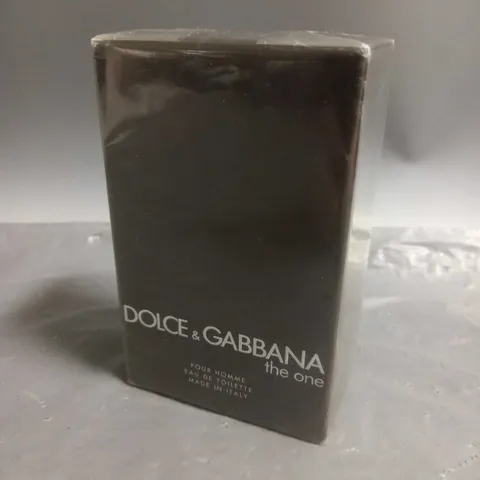 DOLCE & GABBANA
the one
POUR HOMME
EAU DE TOILETTE
MADE IN ITALY